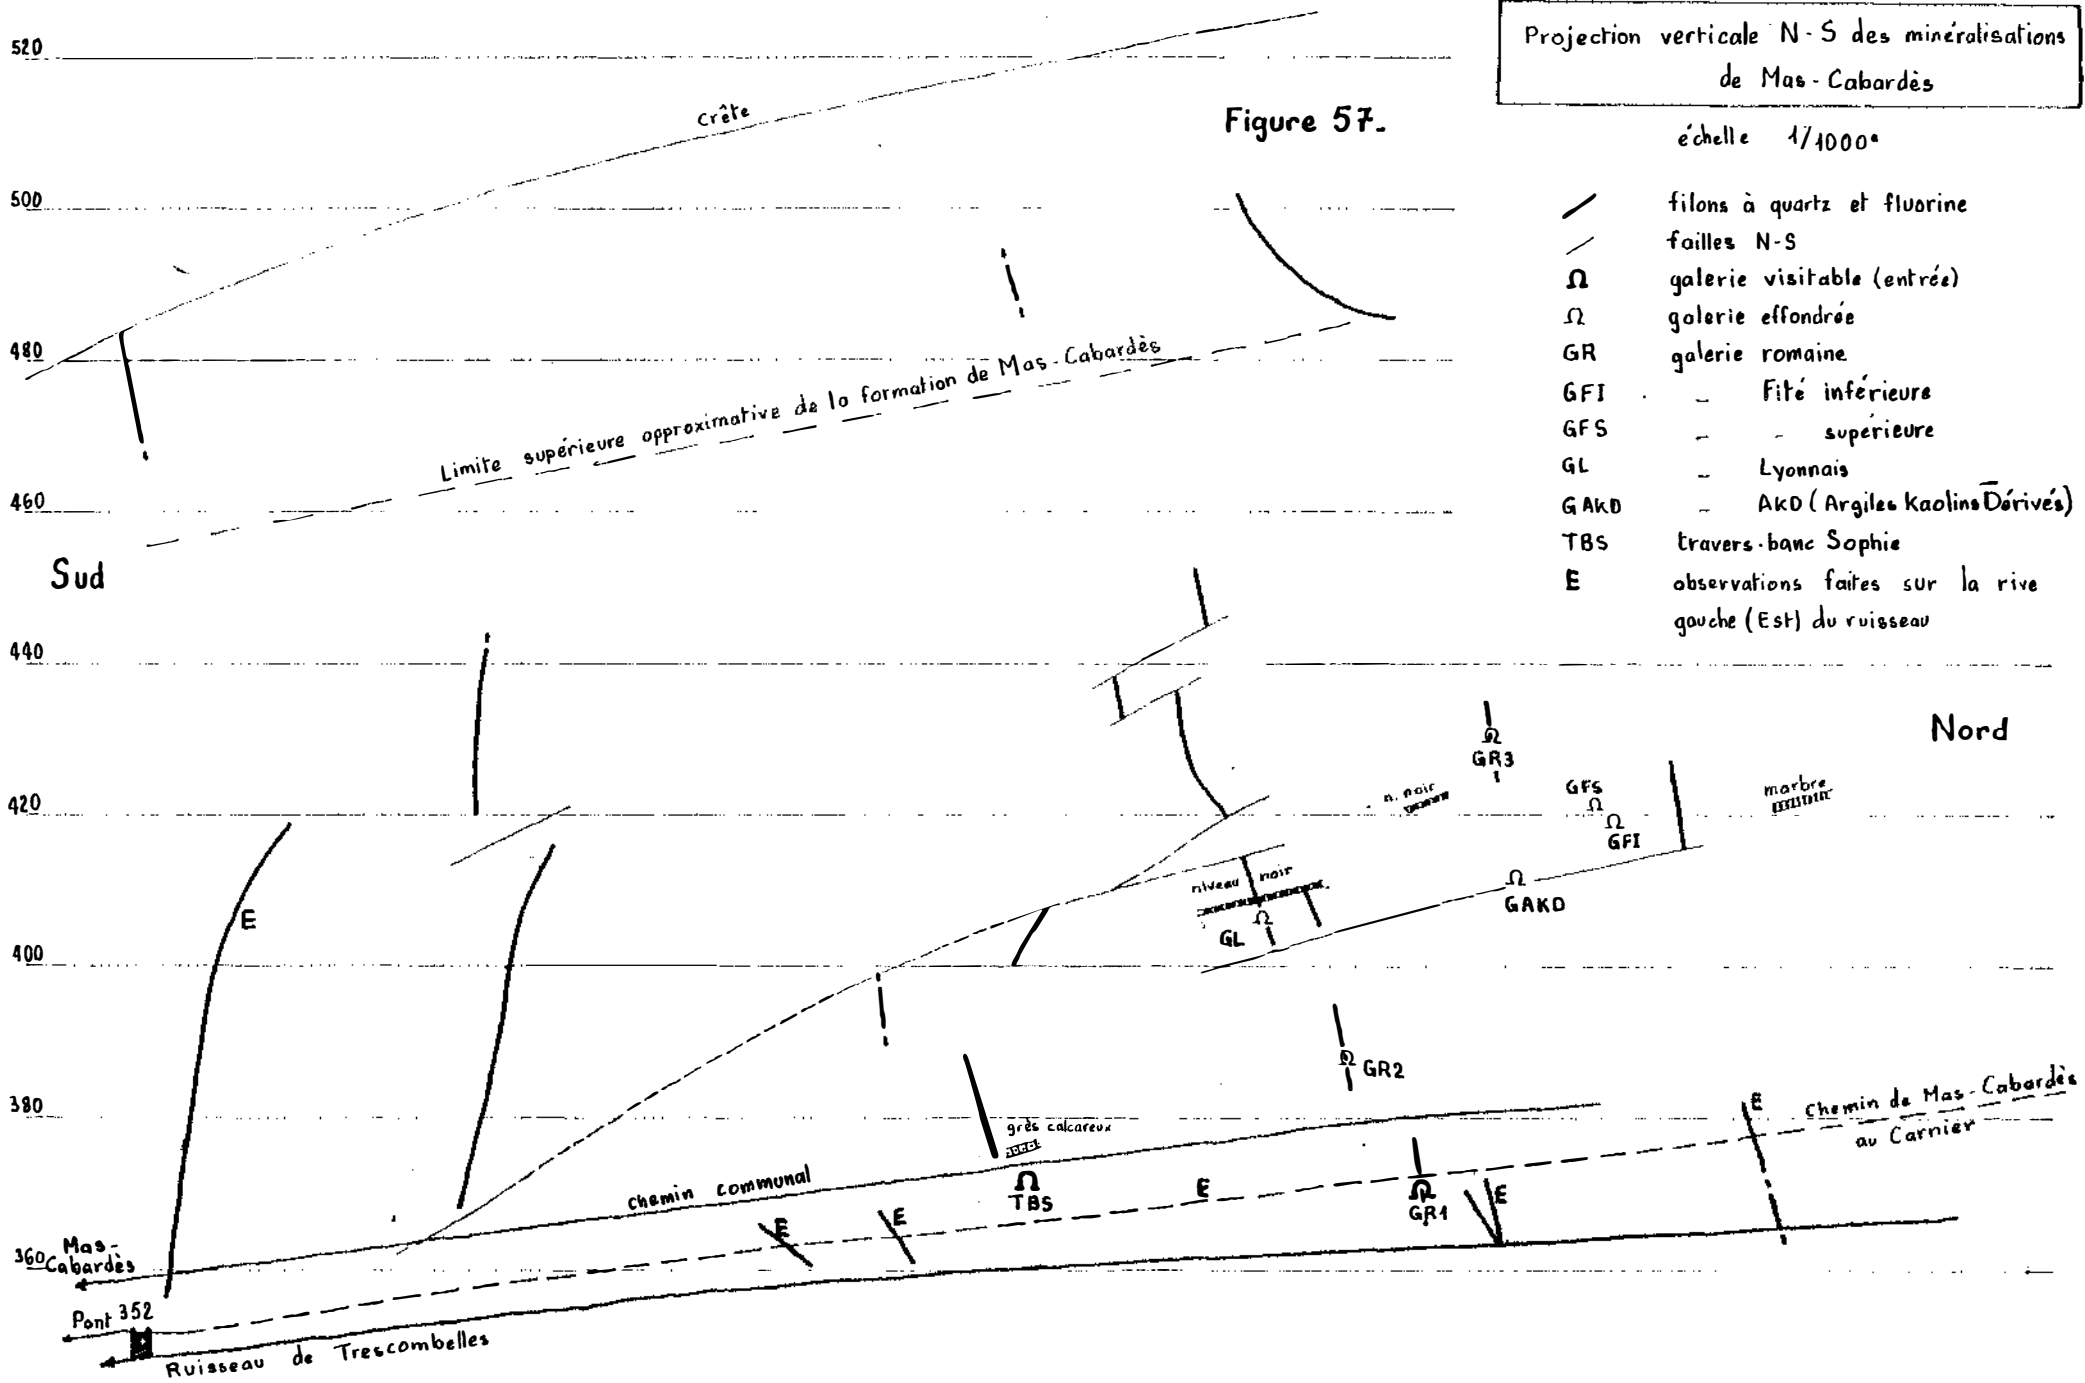 Projection verticale N-S des minéralisations
de Mas-Cabardès
Figure 57.
échelle 1/1000e
filons à quartz et fluorine
failles N-S
Ω galerie visitable (entrée)
Ω galerie effondrée
GR galerie romaine
GFI - Fité inférieure
GFS - - supérieure
GL - Lyonnais
GAKD - AKD (Argiles Kaolins Dérivés)
TBS travers-banc Sophie
E observations faites sur la rive
gauche (Est) du ruisseau
520
Crête
500
480
Limite supérieure approximative de la formation de Mas-Cabardès
460
Sud
440
Nord
Ω
GR3
n. noir
GFS
Ω
Ω
GFI
marbre
420
niveau noir
Ω
GL
Ω
GAKD
E
400
Ω GR2
380
grès calcareux
Ω
TBS
chemin communal
E
E
E
Ω
GR1
E
E
Chemin de Mas-Cabardès
au Carnier
360
Mas-
Cabardès
Pont 352
Ruisseau de Trescombelles